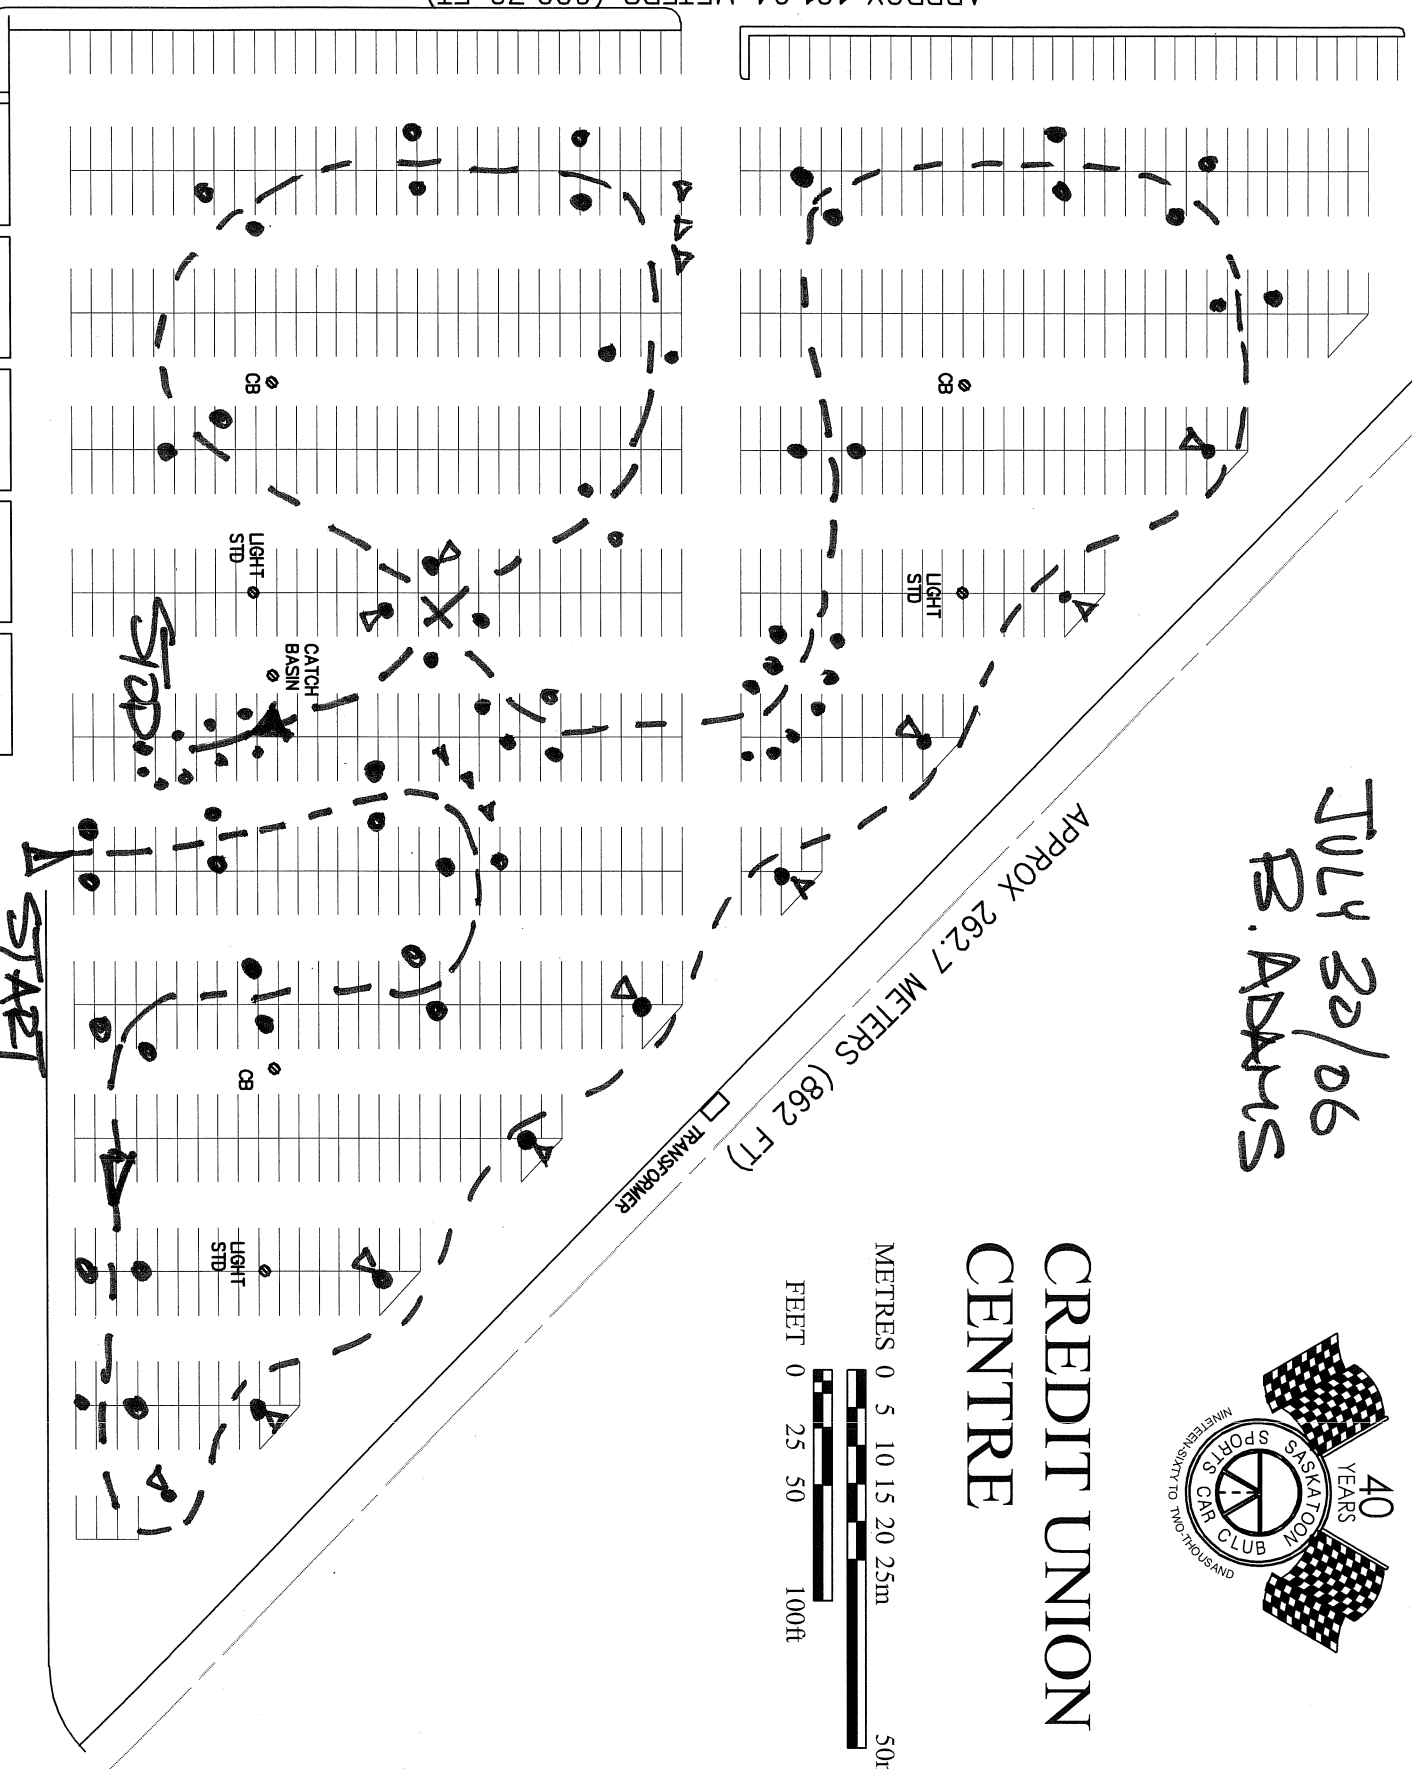 APPROX 262.7 METERS (862 FT)
TRANSFORMER
JULY 30/06
B. ADAMS
CREDIT UNION
CENTRE
METRES 0 5 10 15 20 25m
FEET 0 25 50 100ft
40
YEARS
SASKATOON
SPORTS CAR CLUB
NINETEEN-SIXTY TO TWO-THOUSAND
CB
CB
LIGHT
STD
LIGHT
STD
CATCH
BASIN
STOP
START
CB
LIGHT
STD